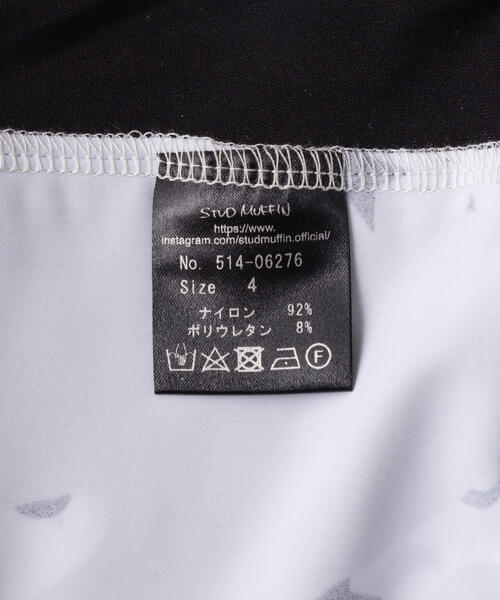 STUD MUFFIN
https://www.
instagram.com/studmuffin.official/
No. 514-06276
Size 4
ナイロン 92%
ポリウレタン 8%
F